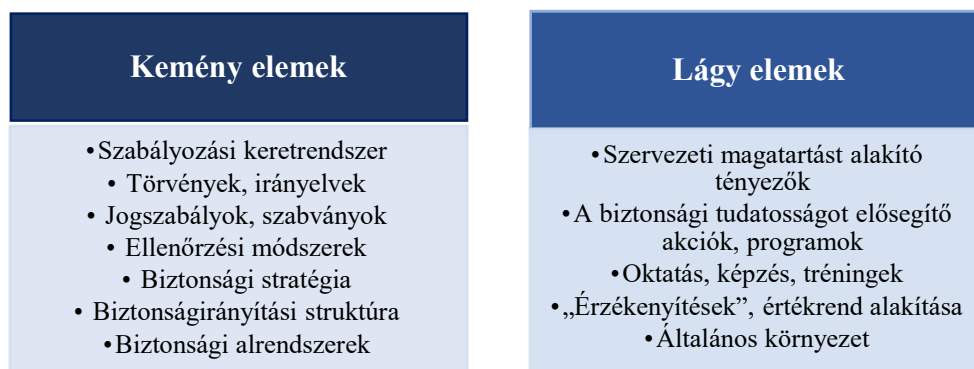 Kemény elemek
•Szabályozási keretrendszer
• Törvények, irányelvek
•Jogszabályok, szabványok
• Ellenőrzési módszerek
• Biztonsági stratégia
• Biztonságirányítási struktúra
•Biztonsági alrendszerek
Lágy elemek
•Szervezeti magatartást alakító
tényezők
•A biztonsági tudatosságot elősegítő
akciók, programok
•Oktatás, képzés, tréningek
•„Érzékenyítések”, értékrend alakítása
•Általános környezet